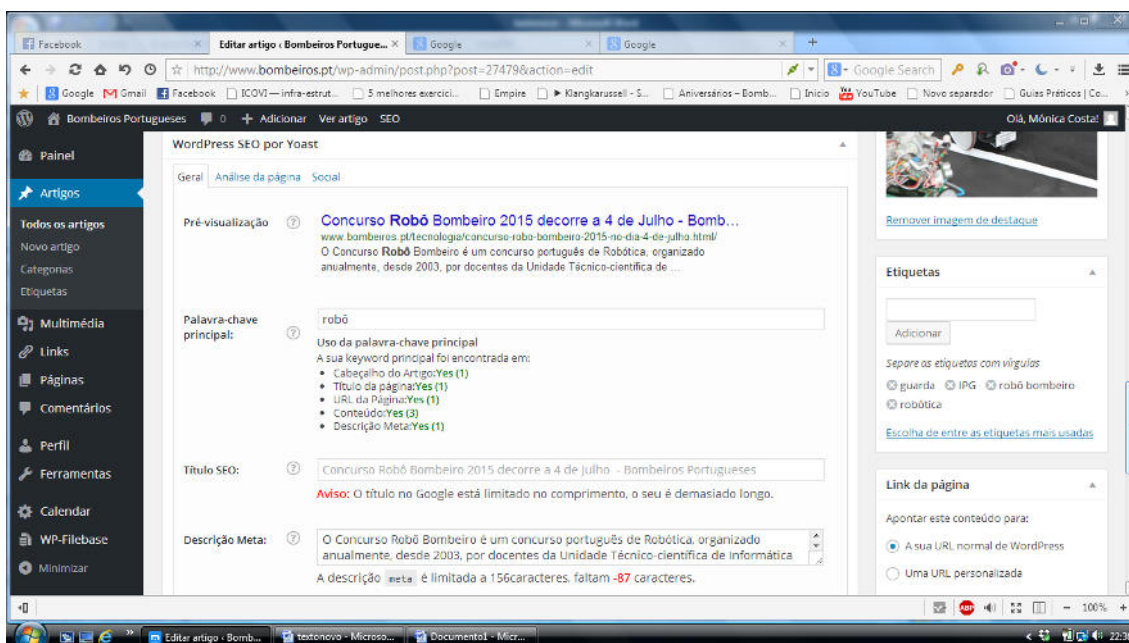 Facebook
Editar artigo ‹ Bombeiros Portugue...
Google
Google
http://www.bombeiros.pt/wp-admin/post.php?post=27479&action=edit
Google Search
Google
Gmail
Facebook
ICOVI — infra-estrut...
5 melhores exercíci...
Empire
Klangkarussell - S...
Aniversários – Bomb...
Inicio
YouTube
Novo separador
Guias Práticos | Ce...
Bombeiros Portugueses
0
+ Adicionar
Ver artigo
SEO
Olá, Mónica Costa!
Painel
Artigos
Todos os artigos
Novo artigo
Categorias
Etiquetas
Multimédia
Links
Páginas
Comentários
Perfil
Ferramentas
Calendar
WP-Filebase
Minimizar
WordPress SEO por Yoast
Geral
Análise da página
Social
Pré-visualização
Concurso Robô Bombeiro 2015 decorre a 4 de Julho - Bomb...
www.bombeiros.pt/tecnologia/concurso-robo-bombeiro-2015-no-dia-4-de-julho.html/
O Concurso Robô Bombeiro é um concurso português de Robótica, organizado
anualmente, desde 2003, por docentes da Unidade Técnico-científica de ...
Palavra-chave
principal:
robô
Uso da palavra-chave principal
A sua keyword principal foi encontrada em:
• Cabeçalho do Artigo:Yes (1)
• Título da página:Yes (1)
• URL da Página:Yes (1)
• Conteúdo:Yes (3)
• Descrição Meta:Yes (1)
Título SEO:
Concurso Robô Bombeiro 2015 decorre a 4 de Julho - Bombeiros Portugueses
Aviso: O título no Google está limitado no comprimento, o seu é demasiado longo.
Descrição Meta:
O Concurso Robô Bombeiro é um concurso português de Robótica, organizado
anualmente, desde 2003, por docentes da Unidade Técnico-científica de Informática
A descrição meta é limitada a 156caracteres. faltam -87 caracteres.
Remover imagem de destaque
Etiquetas
Adicionar
Separe as etiquetas com vírgulas
guarda
IPG
robô bombeiro
robótica
Escolha de entre as etiquetas mais usadas
Link da página
Apontar este conteúdo para:
A sua URL normal de WordPress
Uma URL personalizada
100%
Editar artigo ‹ Bomb...
textonovo - Microso...
Documento1 - Micr...